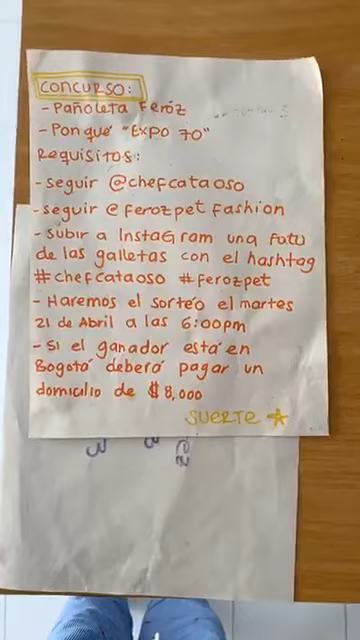 CONCURSO:
- Pañoleta Feróz
- Ponqué "Expo 70"
Requisitos:
- seguir @chefcataoso
- seguir @ferozpet fashion
- subir a Instagram una foto
de las galletas con el hashtag
#chefcataoso #ferozpet
- Haremos el sorteo el martes
21 de Abril a las 6:00pm
- Si el ganador está en
Bogotá deberá pagar un
domicilio de $8,000
SUERTE